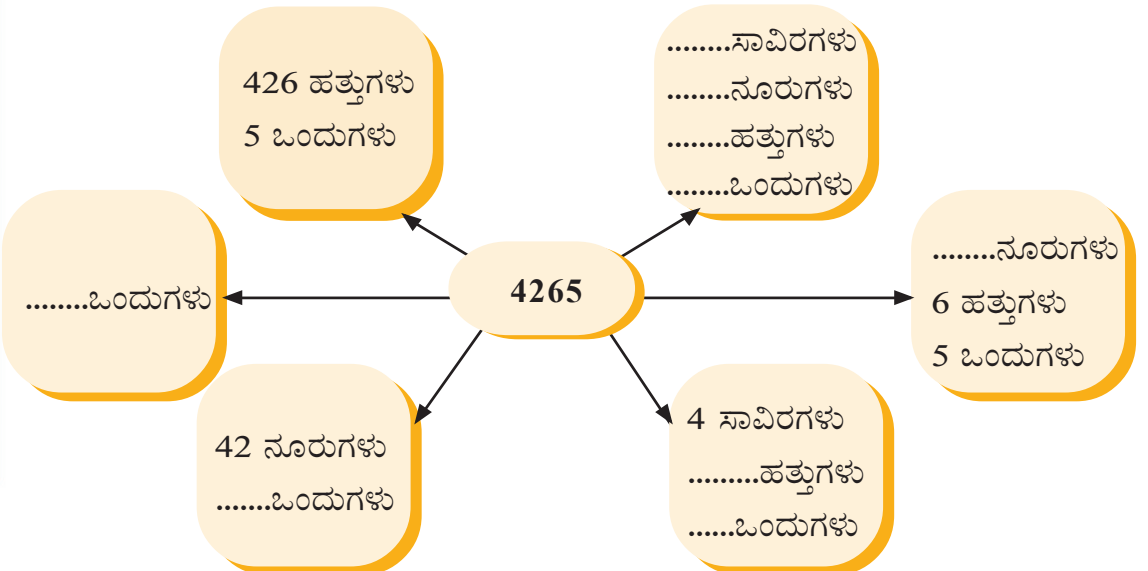 426 ಹತ್ತುಗಳು
5 ಒಂದುಗಳು
........ಸಾವಿರಗಳು
........ನೂರುಗಳು
........ಹತ್ತುಗಳು
........ಒಂದುಗಳು
........ಒಂದುಗಳು
4265
........ನೂರುಗಳು
6 ಹತ್ತುಗಳು
5 ಒಂದುಗಳು
42 ನೂರುಗಳು
.......ಒಂದುಗಳು
4 ಸಾವಿರಗಳು
.........ಹತ್ತುಗಳು
......ಒಂದುಗಳು